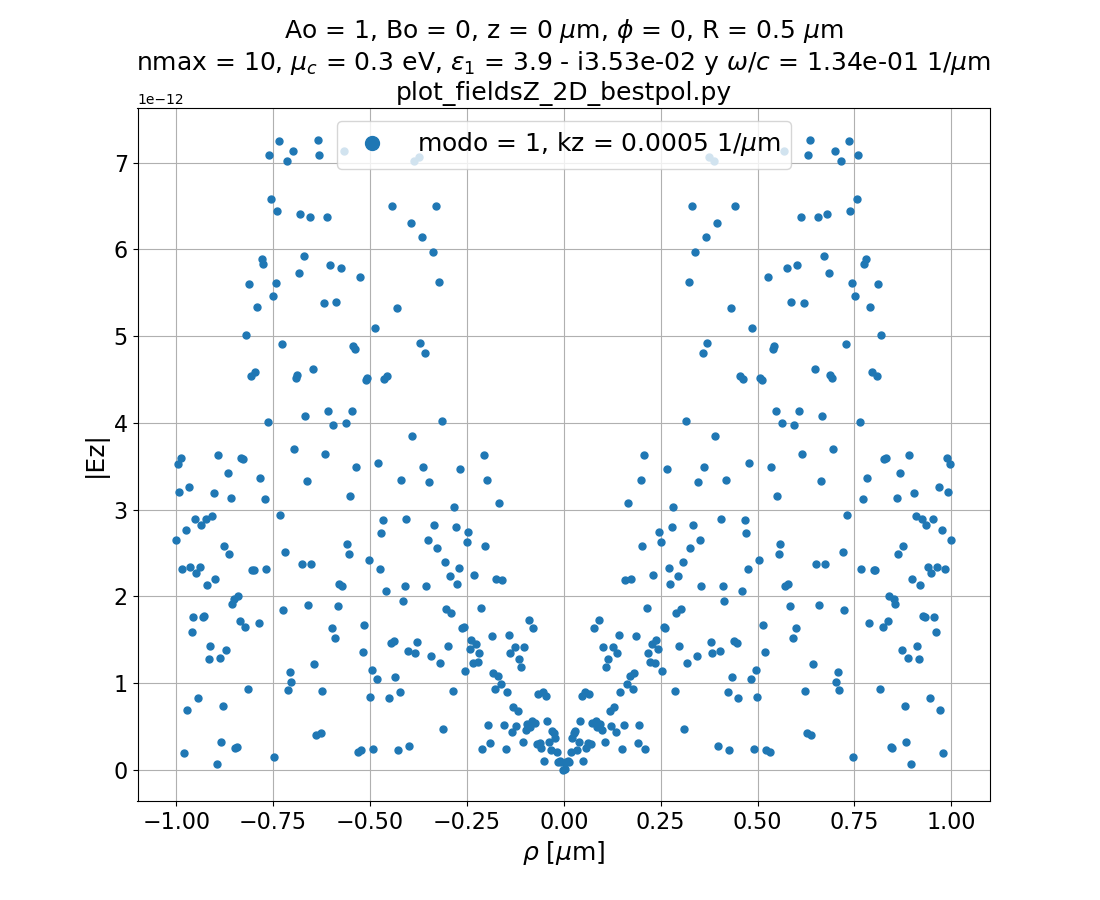 Ao = 1, Bo = 0, z = 0 μm, ϕ = 0, R = 0.5 μm
nmax = 10, μc = 0.3 eV, ε1 = 3.9 - i3.53e-02 y ω/c = 1.34e-01 1/μm
plot_fieldsZ_2D_bestpol.py
1e−12
modo = 1, kz = 0.0005 1/μm
7
6
5
4
3
2
1
0
|Ez|
−1.00 −0.75 −0.50 −0.25 0.00 0.25 0.50 0.75 1.00
ρ [μm]